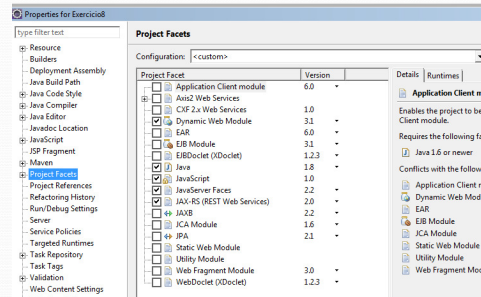 Properties for Exercicio8
type filter text
Resource
Builders
Deployment Assembly
Java Build Path
Java Code Style
Java Compiler
Java Editor
Javadoc Location
JavaScript
JSP Fragment
Maven
Project Facets
Project References
Refactoring History
Run/Debug Settings
Server
Service Policies
Targeted Runtimes
Task Repository
Task Tags
Validation
Web Content Settings
Project Facets
Configuration: <custom>
Project Facet Version
Application Client module 6.0
Axis2 Web Services
CXF 2.x Web Services 1.0
Dynamic Web Module 3.1
EAR 6.0
EJB Module 3.1
EJBDoclet (XDoclet) 1.2.3
Java 1.8
JavaScript 1.0
JavaServer Faces 2.2
JAX-RS (REST Web Services) 2.0
JAXB 2.2
JCA Module 1.6
JPA 2.1
Static Web Module
Utility Module
Web Fragment Module 3.0
WebDoclet (XDoclet) 1.2.3
Details Runtimes
Application Client m
Enables the project to be
Client module.
Requires the following fa
Java 1.6 or newer
Conflicts with the followi
Application Client r
Dynamic Web Mod
EAR
EJB Module
JCA Module
Static Web Module
Utility Module
Web Fragment Mod